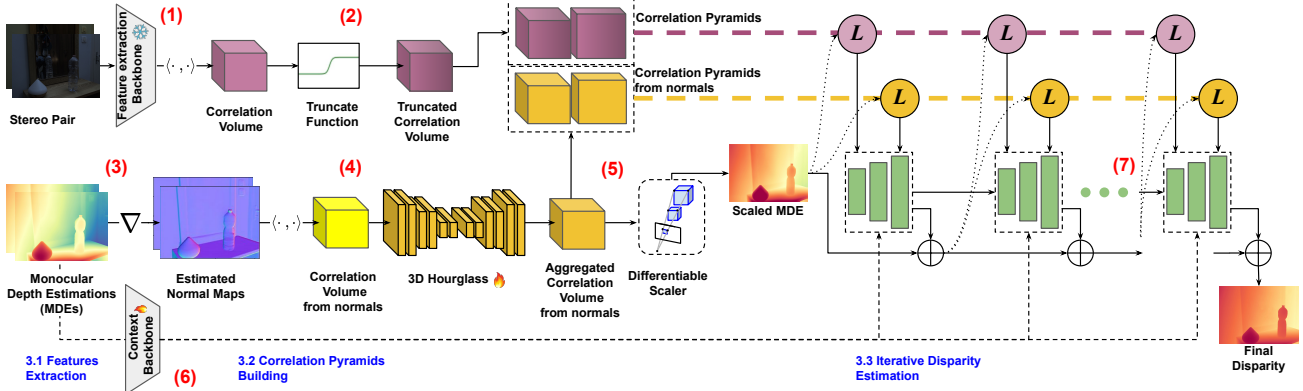 (1)
(2)
Feature extraction
Backbone
⟨·,·⟩
Stereo Pair
Correlation
Volume
Truncate
Function
Truncated
Correlation
Volume
Correlation Pyramids
Correlation Pyramids
from normals
L
L
L
L
L
L
(3)
(4)
(5)
(7)
∇
⟨·,·⟩
Monocular
Depth Estimations
(MDEs)
Estimated
Normal Maps
Correlation
Volume
from normals
3D Hourglass
Aggregated
Correlation
Volume
from normals
Differentiable
Scaler
Scaled MDE
Context
Backbone
(6)
3.1 Features
Extraction
3.2 Correlation Pyramids
Building
3.3 Iterative Disparity
Estimation
Final
Disparity